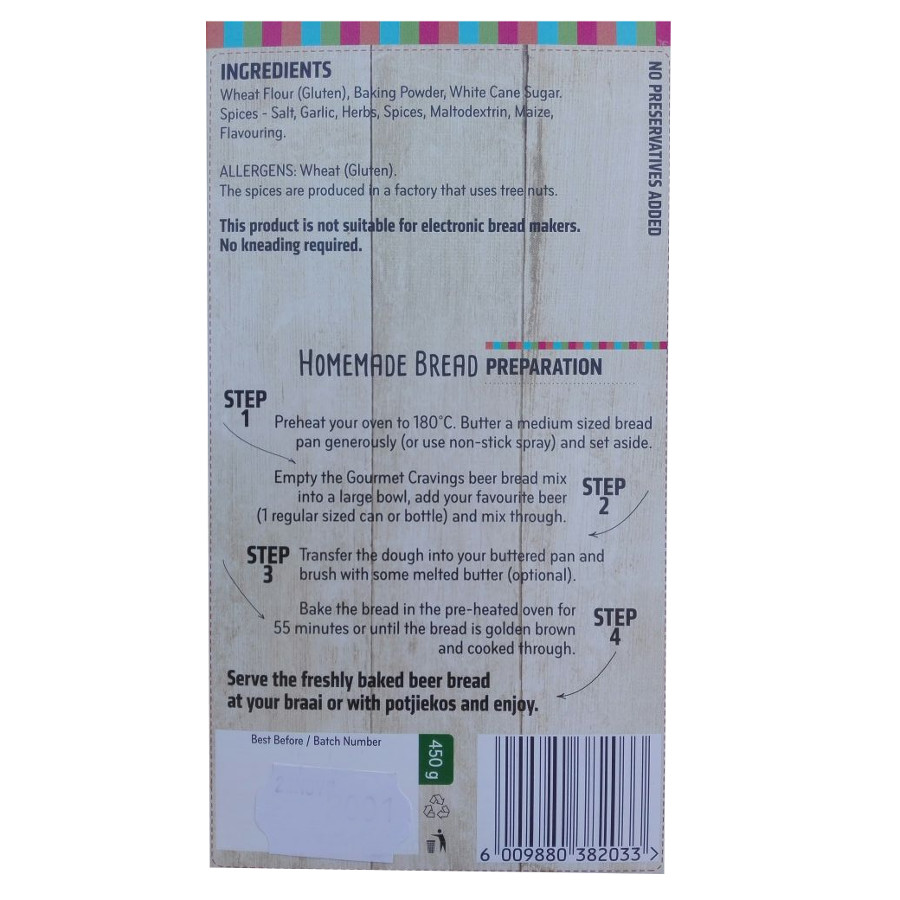 INGREDIENTS
Wheat Flour (Gluten), Baking Powder, White Cane Sugar.
Spices - Salt, Garlic, Herbs, Spices, Maltodextrin, Maize,
Flavouring.
ALLERGENS: Wheat (Gluten).
The spices are produced in a factory that uses tree nuts.
This product is not suitable for electronic bread makers.
No kneading required.
NO PRESERVATIVES ADDED
HOMEMADE BREAD PREPARATION
STEP
1
Preheat your oven to 180°C. Butter a medium sized bread
pan generously (or use non-stick spray) and set aside.
Empty the Gourmet Cravings beer bread mix
into a large bowl, add your favourite beer
(1 regular sized can or bottle) and mix through.
STEP
2
STEP
3
Transfer the dough into your buttered pan and
brush with some melted butter (optional).
Bake the bread in the pre-heated oven for
55 minutes or until the bread is golden brown
and cooked through.
STEP
4
Serve the freshly baked beer bread
at your braai or with potjiekos and enjoy.
Best Before / Batch Number
450 g
6 009880 382033 >